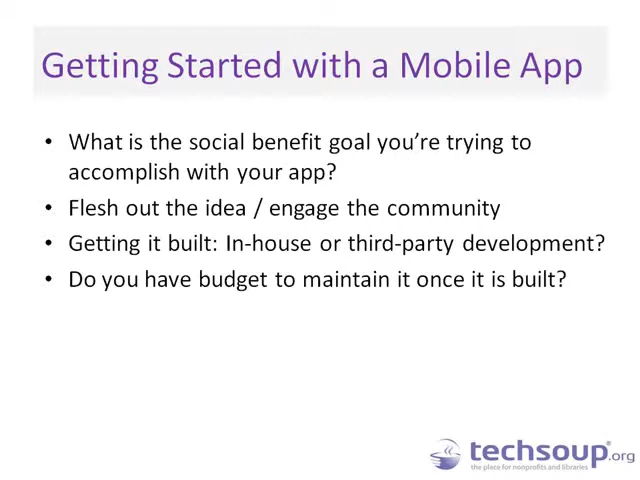 Getting Started with a Mobile App
• What is the social benefit goal you're trying to
accomplish with your app?
• Flesh out the idea / engage the community
• Getting it built: In-house or third-party development?
• Do you have budget to maintain it once it is built?
techsoup®.org
the place for nonprofits and libraries